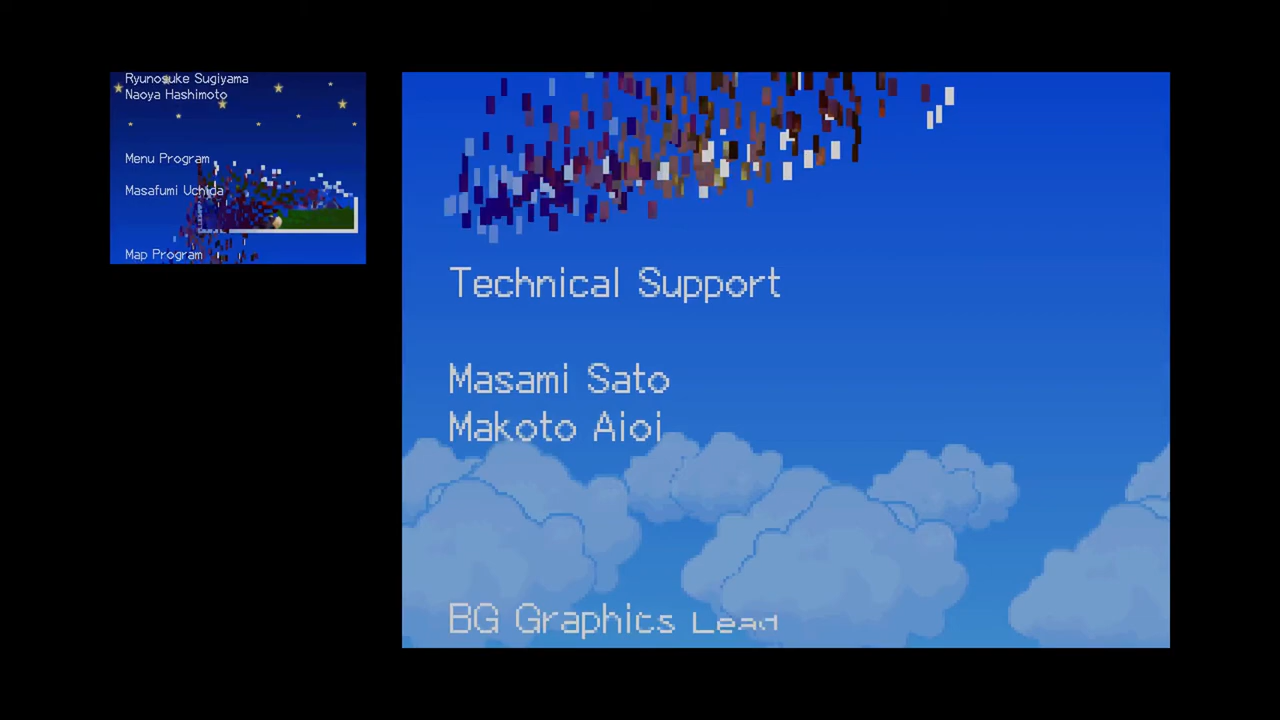 Ryunosuke Sugiyama
Naoya Hashimoto
Menu Program
Masafumi Uchida
Map Program
Technical Support
Masami Sato
Makoto Aioi
BG Graphics Lead